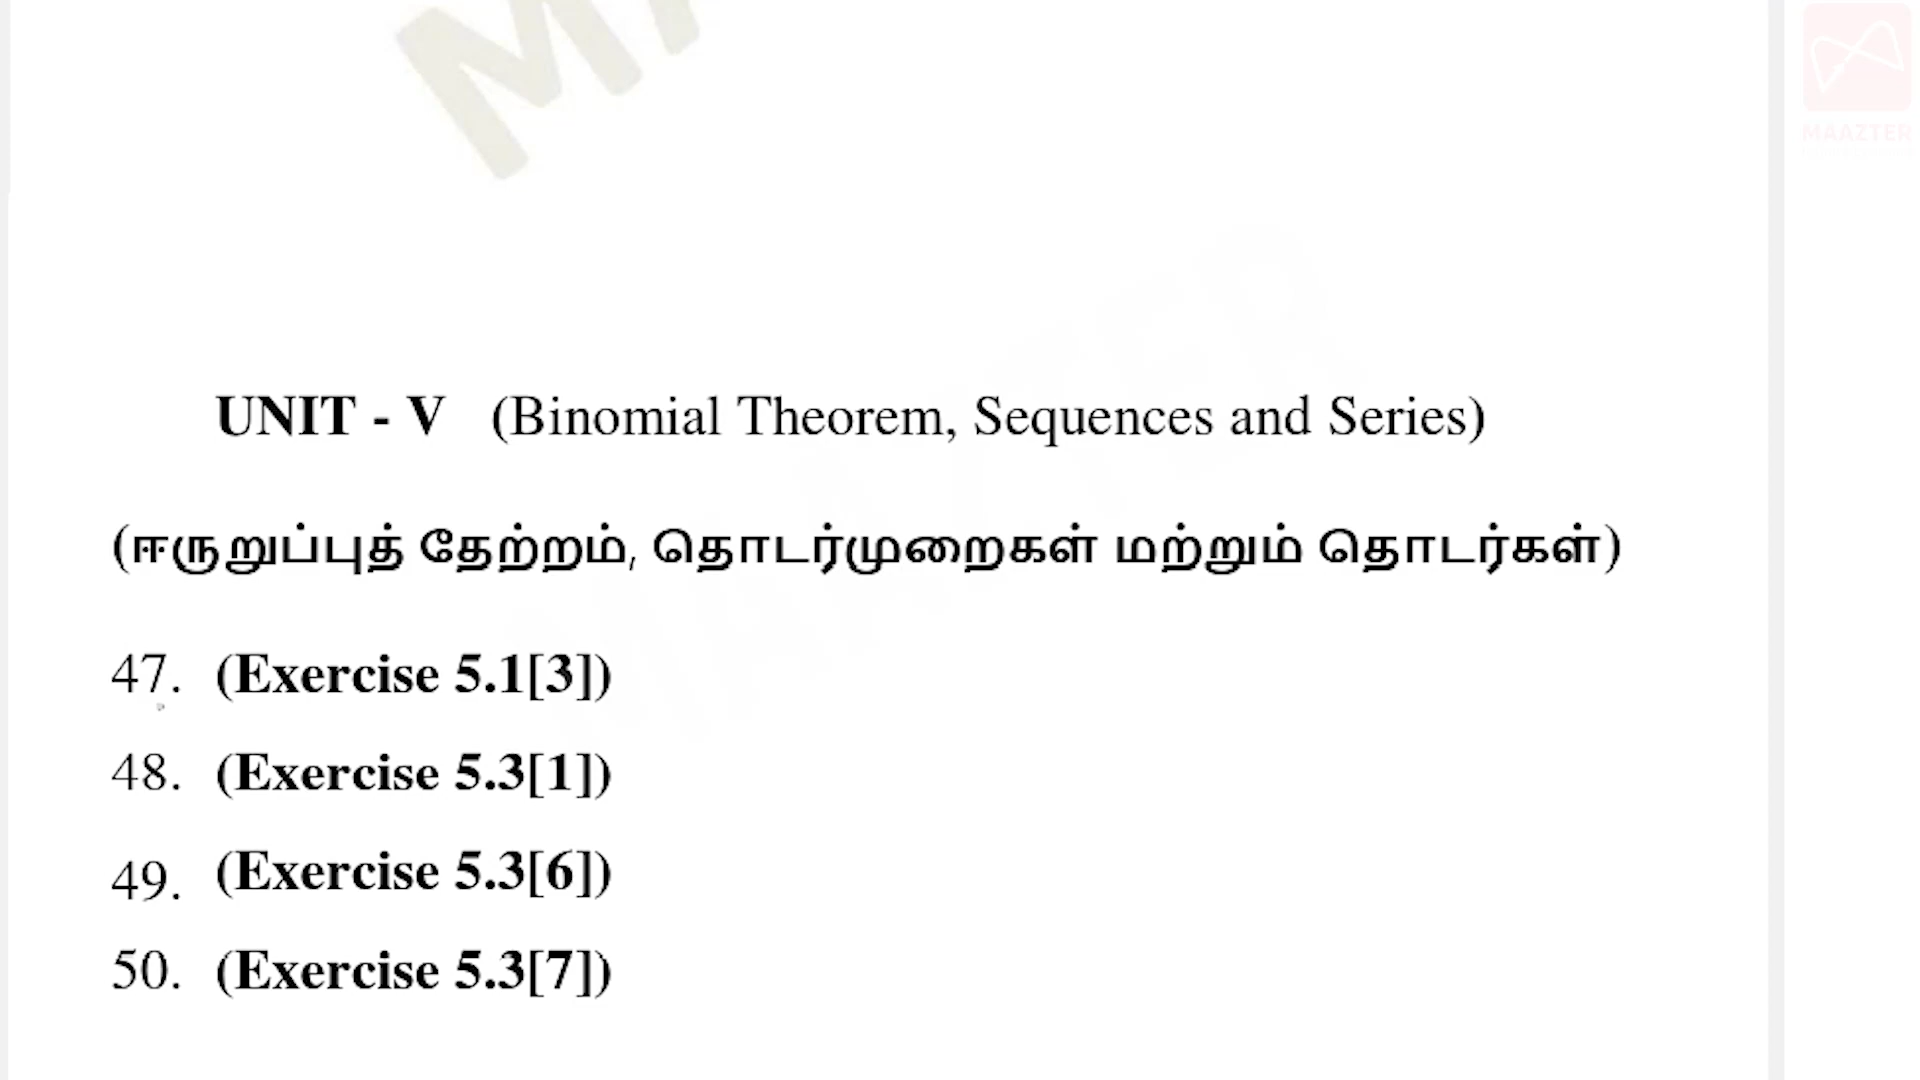 MAAZTER
UNIT - V (Binomial Theorem, Sequences and Series)
(ஈருறுப்புத் தேற்றம், தொடர்முறைகள் மற்றும் தொடர்கள்)
47. (Exercise 5.1[3])
48. (Exercise 5.3[1])
49. (Exercise 5.3[6])
50. (Exercise 5.3[7])